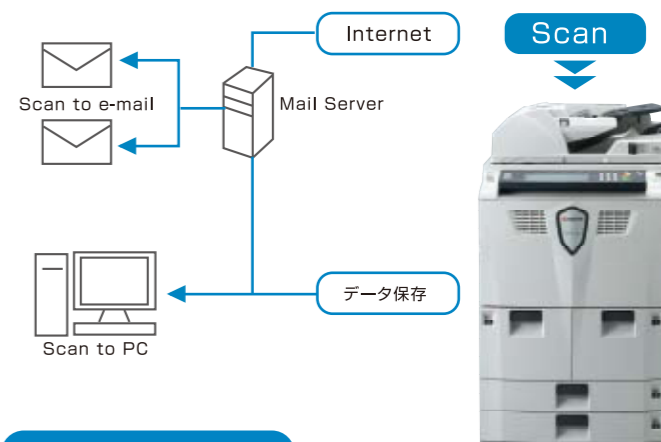 Internet
Scan
Scan to e-mail
Mail Server
データ保存
Scan to PC